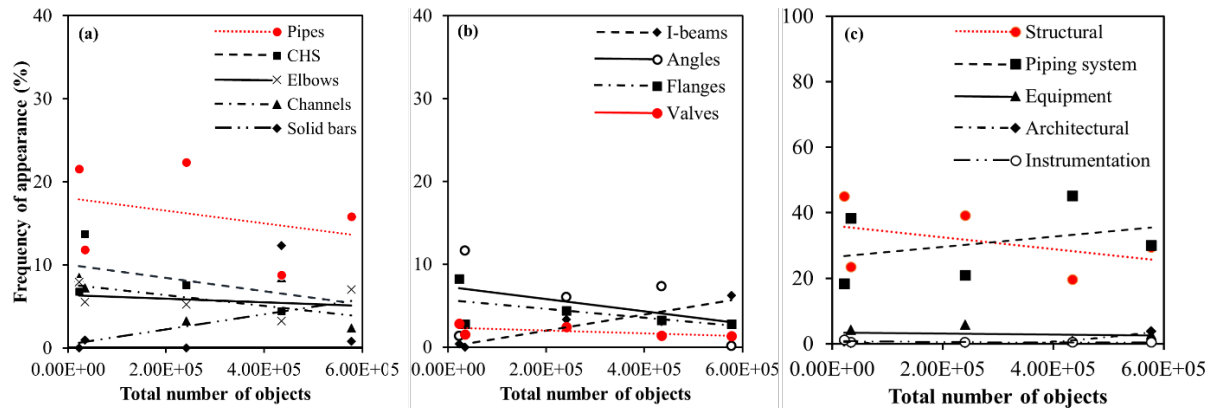 (a)
Pipes
CHS
Elbows
Channels
Solid bars
Frequency of appearance (%)
40
30
20
10
0
0.00E+00 2.00E+05 4.00E+05 6.00E+05
Total number of objects
(b)
I-beams
Angles
Flanges
Valves
40
30
20
10
0
0.00E+00 2.00E+05 4.00E+05 6.00E+05
Total number of objects
(c)
Structural
Piping system
Equipment
Architectural
Instrumentation
100
80
60
40
20
0
0.00E+00 2.00E+05 4.00E+05 6.00E+05
Total number of objects